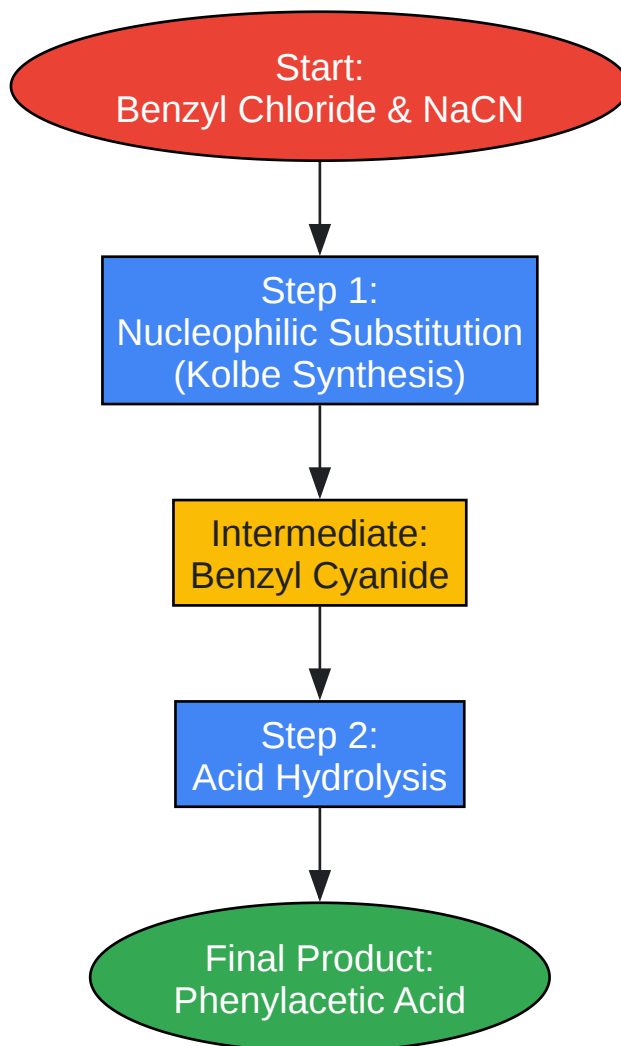 Start:
Benzyl Chloride & NaCN
Step 1:
Nucleophilic Substitution
(Kolbe Synthesis)
Intermediate:
Benzyl Cyanide
Step 2:
Acid Hydrolysis
Final Product:
Phenylacetic Acid